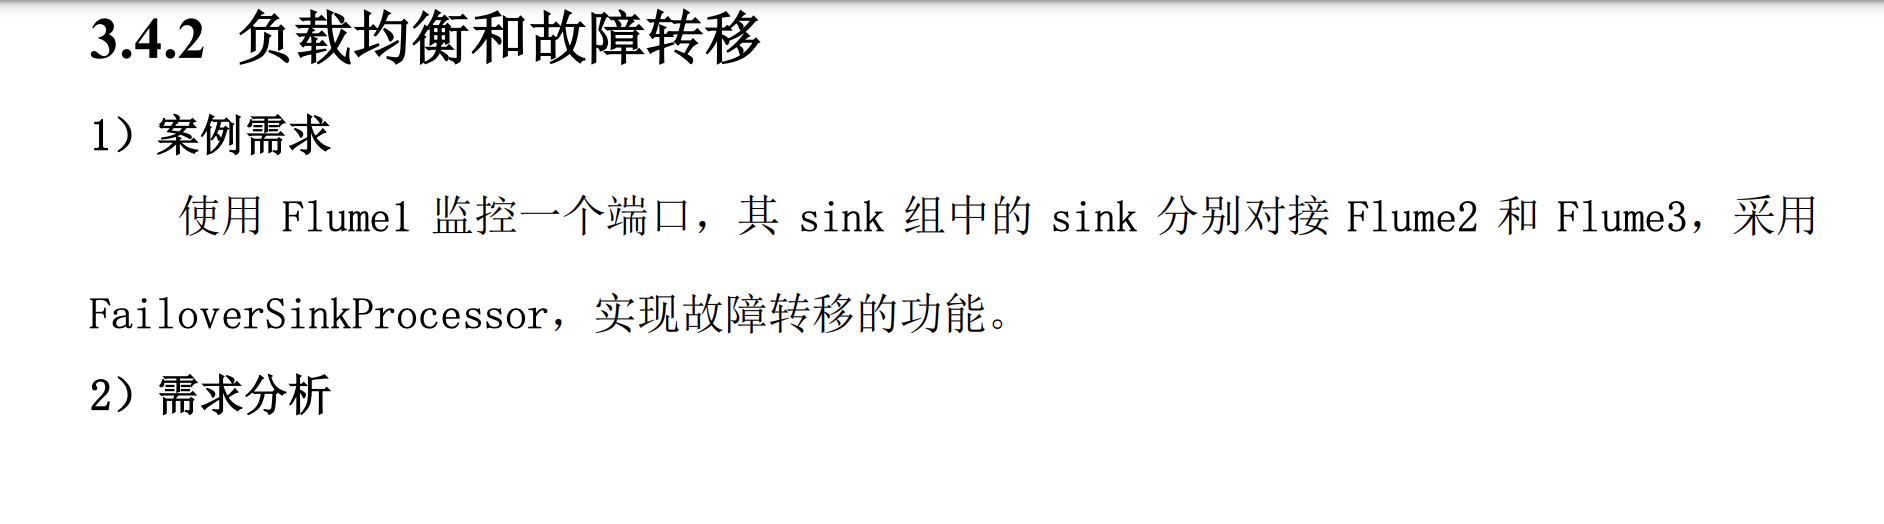 3.4.2 负载均衡和故障转移
1）案例需求
使用 Flume1 监控一个端口，其 sink 组中的 sink 分别对接 Flume2 和 Flume3，采用
FailoverSinkProcessor，实现故障转移的功能。
2）需求分析